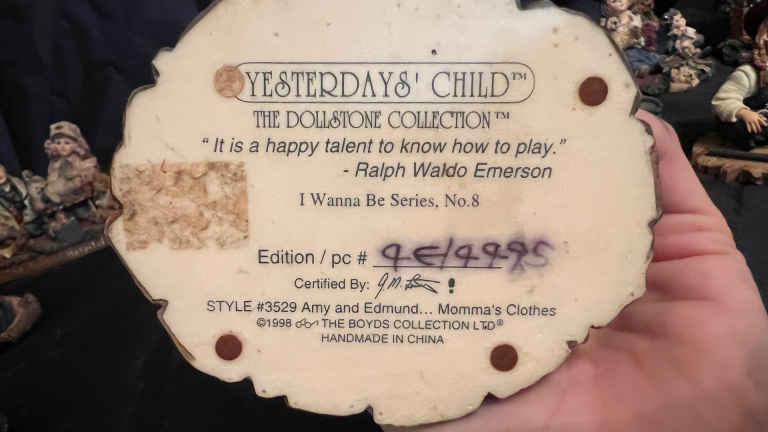 YESTERDAYS' CHILD™
THE DOLLSTONE COLLECTION™
"It is a happy talent to know how to play."
- Ralph Waldo Emerson
I Wanna Be Series, No.8
Edition / pc # 4E/4495
Certified By:
STYLE #3529 Amy and Edmund... Momma's Clothes
©1998 THE BOYDS COLLECTION LTD®
HANDMADE IN CHINA